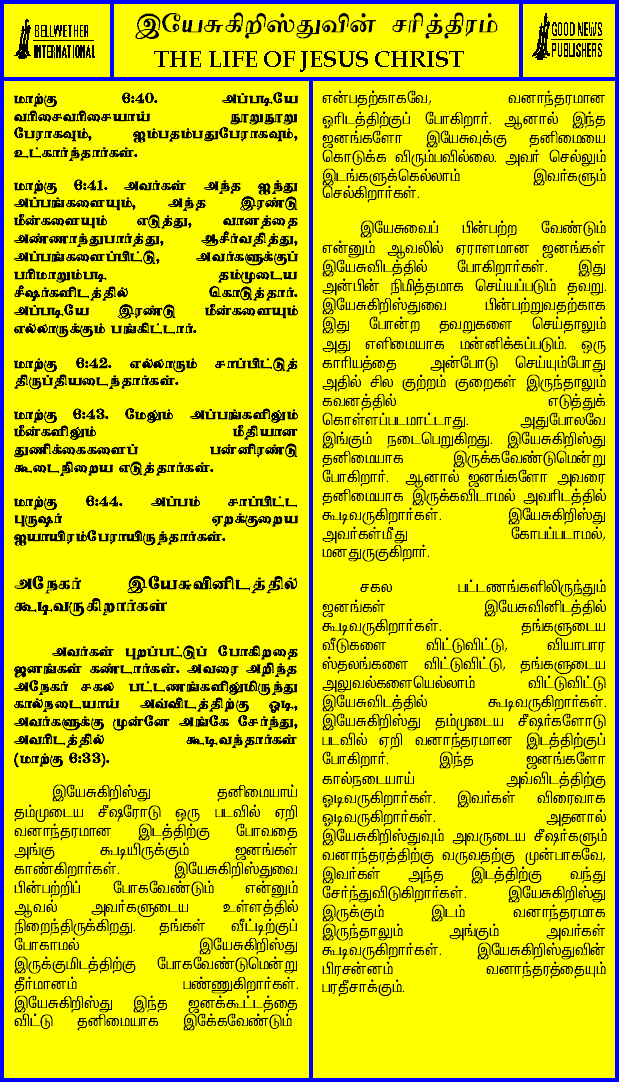 BELLWETHER
INTERNATIONAL
இயேசுகிறிஸ்துவின் சரித்திரம்
THE LIFE OF JESUS CHRIST
GOOD NEWS
PUBLISHERS
மாற்கு 6:40. அப்படியே
வரிசைவரிசையாய் நூறுநூறு
பேராகவும், ஐம்பதம்பதுபேராகவும்,
உட்கார்ந்தார்கள்.
மாற்கு 6:41. அவர்கள் அந்த ஐந்து
அப்பங்களையும், அந்த இரண்டு
மீன்களையும் எடுத்து, வானத்தை
அண்ணாந்துபார்த்து, ஆசீர்வதித்து,
அப்பங்களைப்பிட்டு, அவர்களுக்குப்
பரிமாறும்படி தம்முடைய
சீஷர்களிடத்தில் கொடுத்தார்.
அப்படியே இரண்டு மீன்களையும்
எல்லாருக்கும் பங்கிட்டார்.
மாற்கு 6:42. எல்லாரும் சாப்பிட்டுத்
திருப்தியடைந்தார்கள்.
மாற்கு 6:43. மேலும் அப்பங்களிலும்
மீன்களிலும் மீதியான
துணிக்கைகளைப் பன்னிரண்டு
கூடைநிறைய எடுத்தார்கள்.
மாற்கு 6:44. அப்பம் சாப்பிட்ட
புருஷர் ஏறக்குறைய
ஐயாயிரம்பேராயிருந்தார்கள்.
அநேகர் இயேசுவினிடத்தில்
கூடிவருகிறார்கள்
அவர்கள் புறப்பட்டுப் போகிறதை
ஜனங்கள் கண்டார்கள். அவரை அறிந்த
அநேகர் சகல பட்டணங்களிலுமிருந்து
கால்நடையாய் அவ்விடத்திற்கு ஓடி,
அவர்களுக்கு முன்னே அங்கே சேர்ந்து,
அவரிடத்தில் கூடிவந்தார்கள்
(மாற்கு 6:33).
இயேசுகிறிஸ்து தனிமையாய்
தம்முடைய சீஷரோடு ஒரு படவில் ஏறி
வனாந்தரமான இடத்திற்கு போவதை
அங்கு கூடியிருக்கும் ஜனங்கள்
காண்கிறார்கள். இயேசுகிறிஸ்துவை
பின்பற்றிப் போகவேண்டும் என்னும்
ஆவல் அவர்களுடைய உள்ளத்தில்
நிறைந்திருக்கிறது. தங்கள் வீட்டிற்குப்
போகாமல் இயேசுகிறிஸ்து
இருக்குமிடத்திற்கு போகவேண்டுமென்று
தீர்மானம் பண்ணுகிறார்கள்.
இயேசுகிறிஸ்து இந்த ஜனக்கூட்டத்தை
விட்டு தனிமையாக இக்கேவேண்டும்
என்பதற்காகவே, வனாந்தரமான
ஓரிடத்திற்குப் போகிறார். ஆனால் இந்த
ஜனங்களோ இயேசுவுக்கு தனிமையை
கொடுக்க விரும்பவில்லை. அவர் செல்லும்
இடங்களுக்கெல்லாம் இவர்களும்
செல்கிறார்கள்.
இயேசுவைப் பின்பற்ற வேண்டும்
என்னும் ஆவலில் ஏராளமான ஜனங்கள்
இயேசுவிடத்தில் போகிறார்கள். இது
அன்பின் நிமித்தமாக செய்யப்படும் தவறு.
இயேசுகிறிஸ்துவை பின்பற்றுவதற்காக
இது போன்ற தவறுகளை செய்தாலும்
அது எளிமையாக மன்னிக்கப்படும். ஒரு
காரியத்தை அன்போடு செய்யும்போது
அதில் சில குற்றம் குறைகள் இருந்தாலும்
கவனத்தில் எடுத்துக்
கொள்ளப்படமாட்டாது. அதுபோலவே
இங்கும் நடைபெறுகிறது. இயேசுகிறிஸ்து
தனிமையாக இருக்கவேண்டுமென்று
போகிறார். ஆனால் ஜனங்களோ அவரை
தனிமையாக இருக்கவிடாமல் அவரிடத்தில்
கூடிவருகிறார்கள். இயேசுகிறிஸ்து
அவர்கள்மீது கோபப்படாமல்,
மனதுருகுகிறார்.
சகல பட்டணங்களிலிருந்தும்
ஜனங்கள் இயேசுவினிடத்தில்
கூடிவருகிறார்கள். தங்களுடைய
வீடுகளை விட்டுவிட்டு, வியாபார
ஸ்தலங்களை விட்டுவிட்டு, தங்களுடைய
அலுவல்களையெல்லாம் விட்டுவிட்டு
இயேசுவிடத்தில் கூடிவருகிறார்கள்.
இயேசுகிறிஸ்து தம்முடைய சீஷர்களோடு
படவில் ஏறி வனாந்தரமான இடத்திற்குப்
போகிறார். இந்த ஜனங்களோ
கால்நடையாய் அவ்விடத்திற்கு
ஓடிவருகிறார்கள். இவர்கள் விரைவாக
ஓடிவருகிறார்கள். அதனால்
இயேசுகிறிஸ்துவும் அவருடைய சீஷர்களும்
வனாந்தரத்திற்கு வருவதற்கு முன்பாகவே,
இவர்கள் அந்த இடத்திற்கு வந்து
சேர்ந்துவிடுகிறார்கள். இயேசுகிறிஸ்து
இருக்கும் இடம் வனாந்தரமாக
இருந்தாலும் அங்கும் அவர்கள்
கூடிவருகிறார்கள். இயேசுகிறிஸ்துவின்
பிரசன்னம் வனாந்தரத்தையும்
பரதீசாக்கும்.